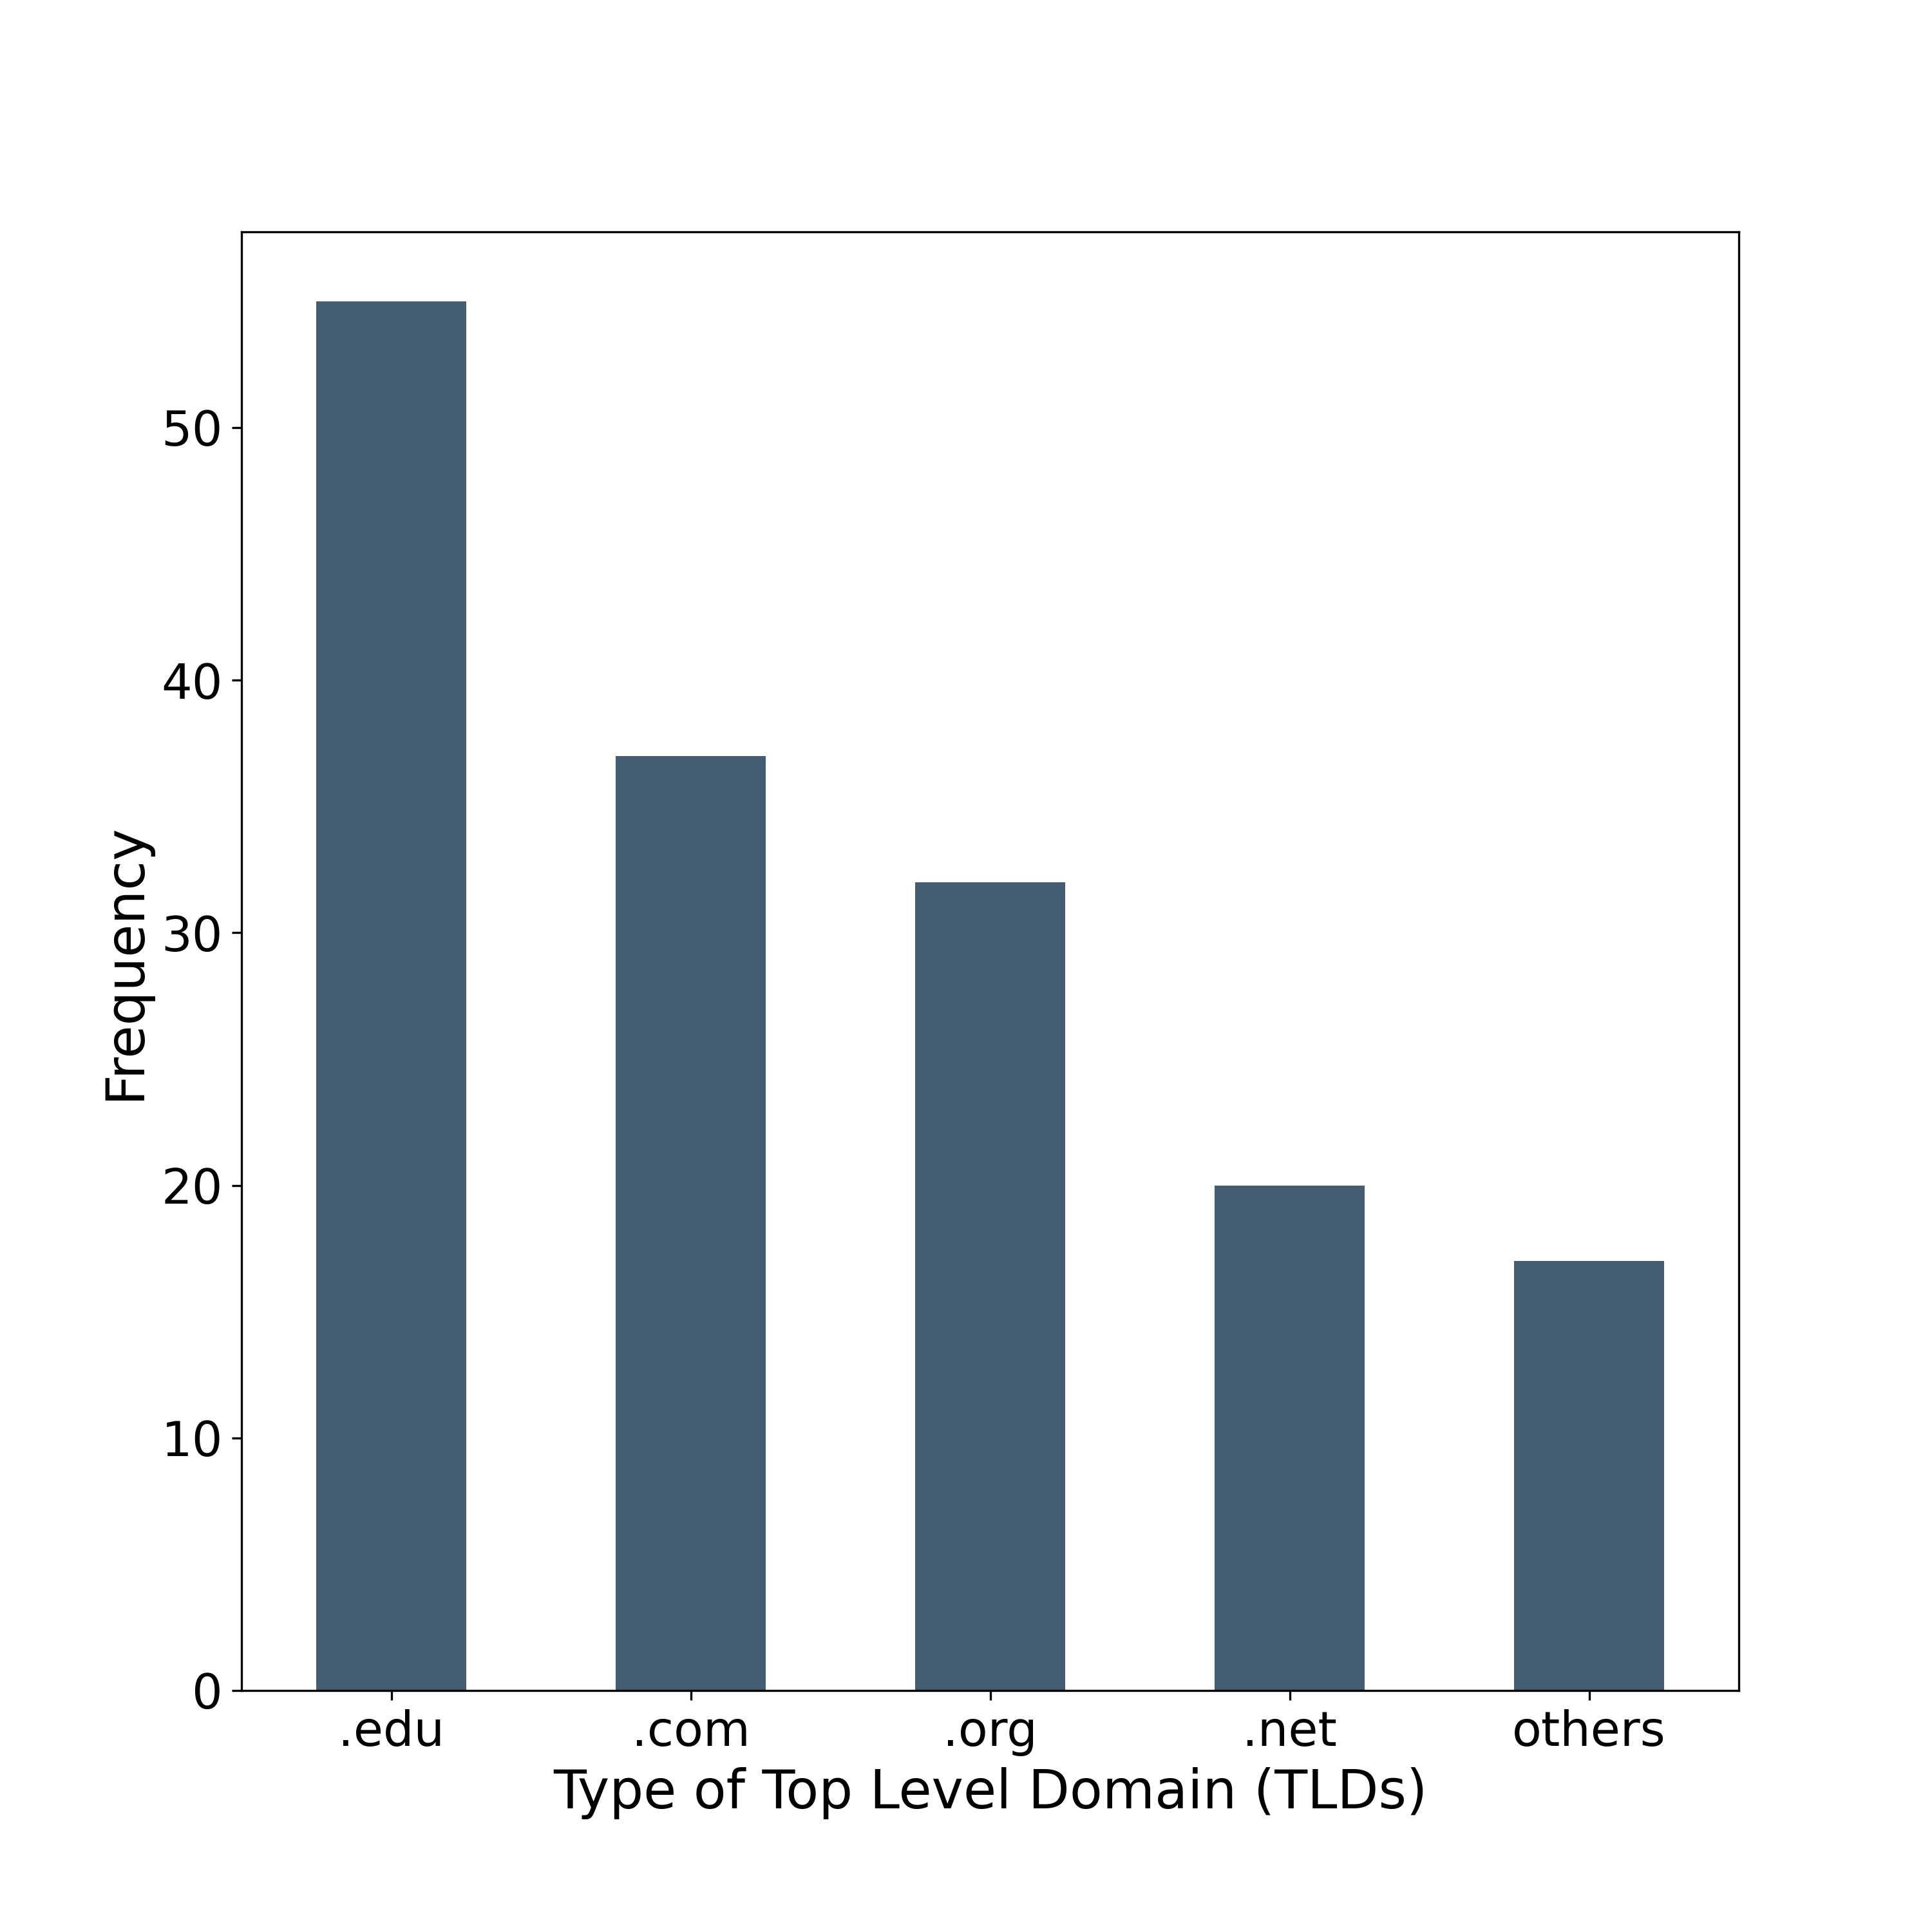 Frequency
50
40
30
20
10
0
.edu .com .org .net others
Type of Top Level Domain (TLDs)